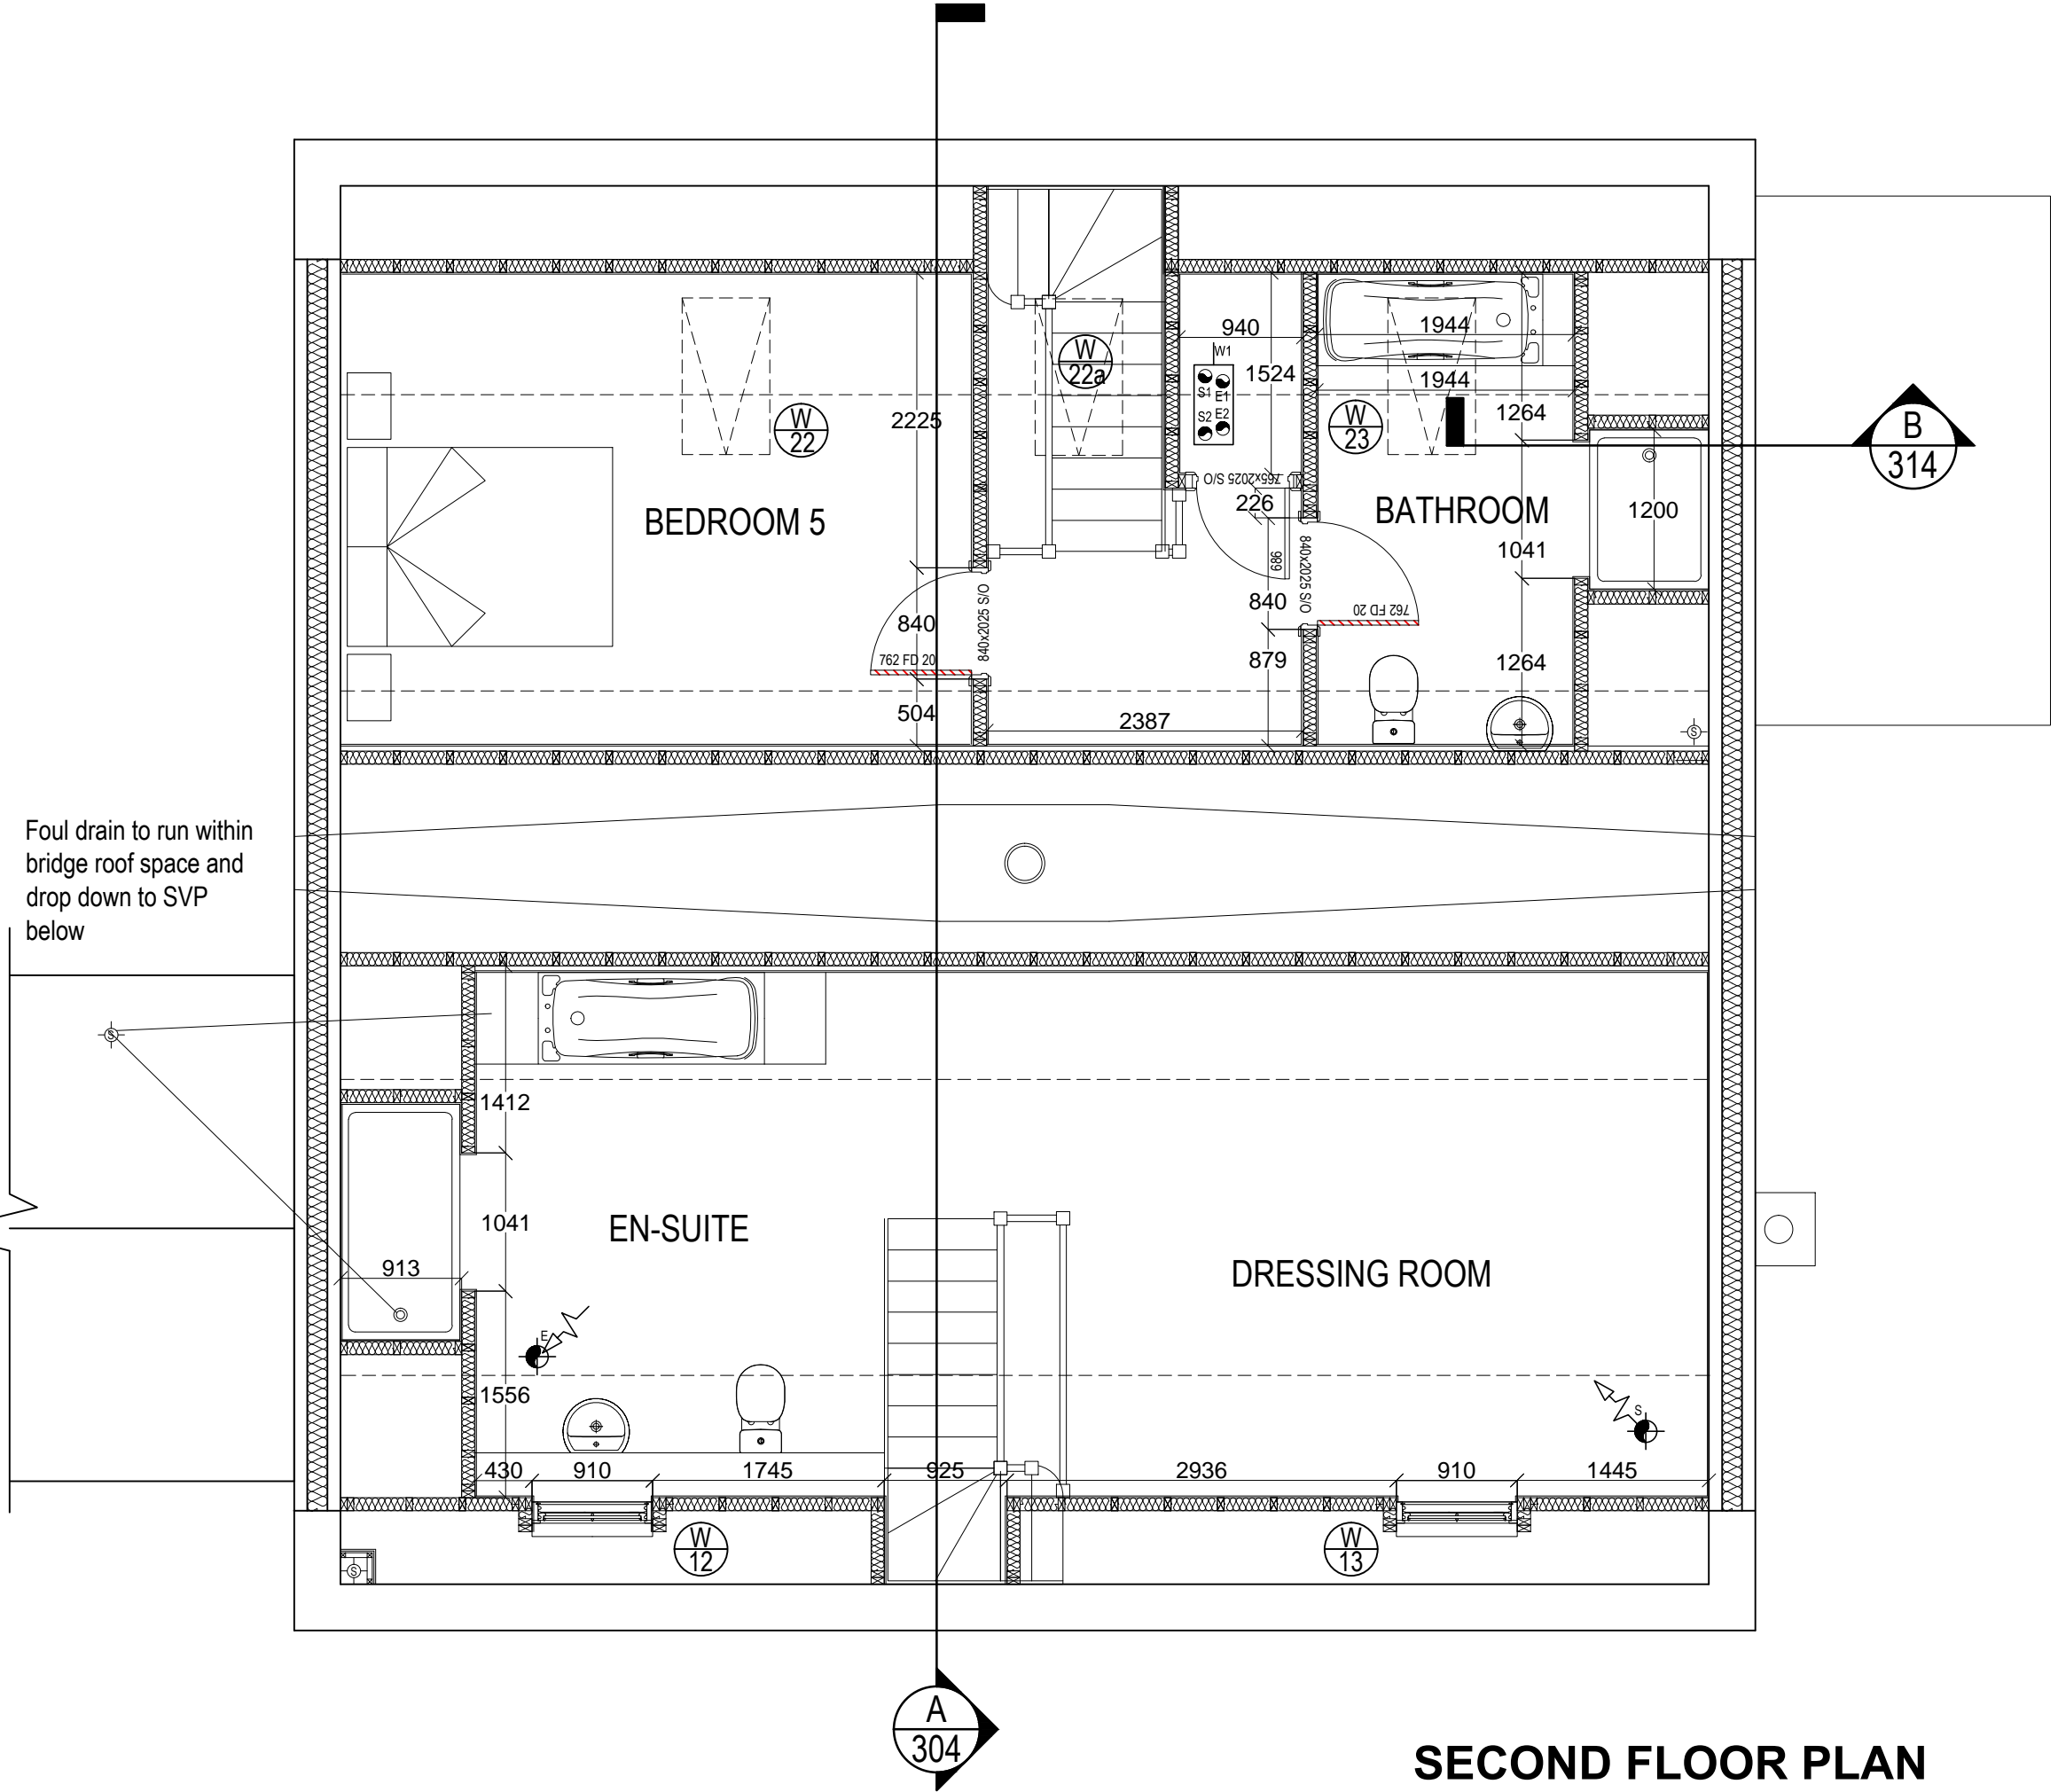 940
W1
1944
W
22a
1524
1944
S1 E1
S2 E2
2225
1264
W
22
W
23
B
314
765x2025 S/O
226
BEDROOM 5
BATHROOM
1200
1041
989
840x2025 S/O
840
762 FD 20
840
840x2025 S/O
762 FD 20
879
1264
504
2387
S
Foul drain to run within
bridge roof space and
drop down to SVP
below
S
1412
1041
EN-SUITE
913
DRESSING ROOM
E
1556
S
430
910
1745
925
2936
910
1445
W
12
W
13
S
A
304
SECOND FLOOR PLAN